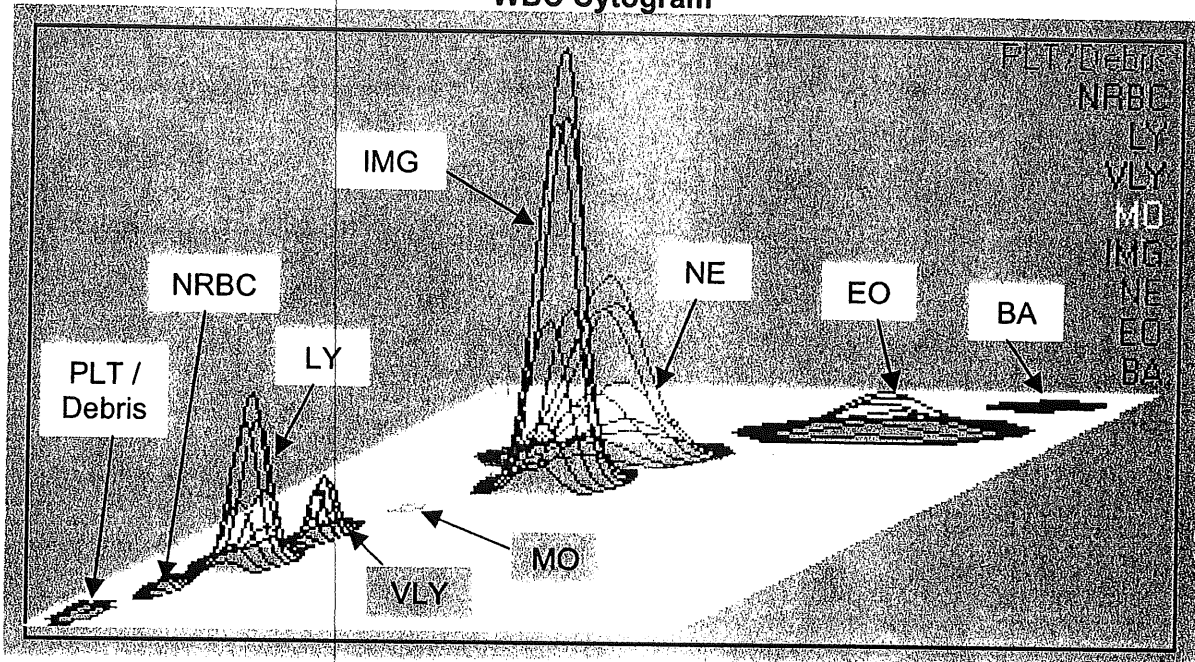 WBC Cytogram
PLT/Debris
NRBC
LY
VLY
MO
IMG
NE
EO
BA
IMG
NRBC
LY
PLT /
Debris
NE
EO
BA
MO
VLY